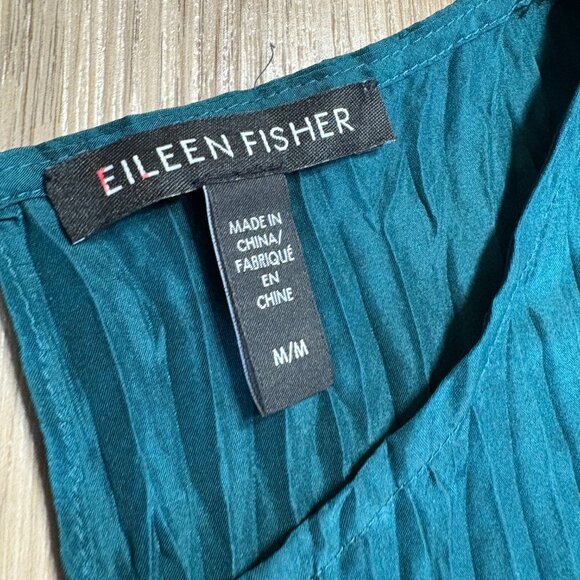 EILEEN FISHER
MADE IN
CHINA/
FABRIQUÉ
EN
CHINE
M/M